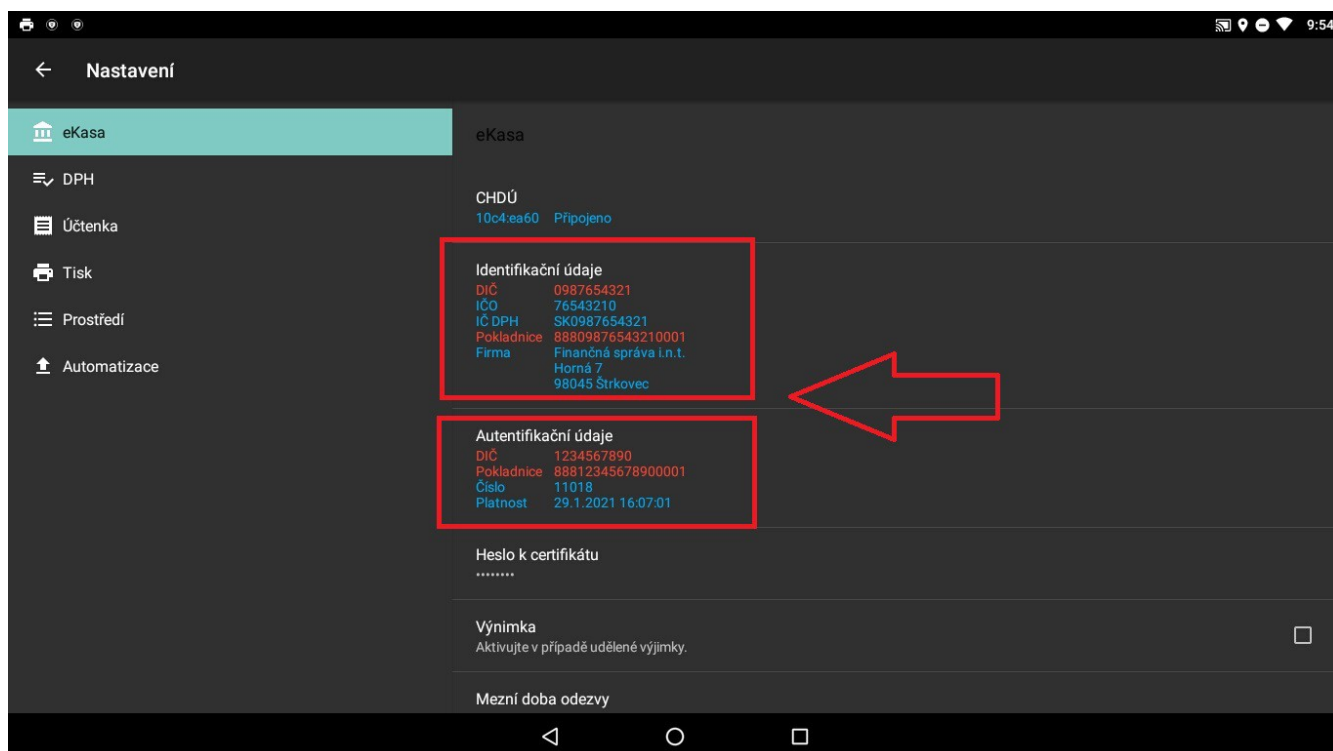 9:54
Nastavení
eKasa
DPH
Účtenka
Tisk
Prostředí
Automatizace
eKasa
CHDÚ
10c4:ea60 Připojeno
Identifikační údaje
DIČ 0987654321
IČO 76543210
IČ DPH SK0987654321
Pokladnice 88809876543210001
Firma Finančná správa i.n.t.
Horná 7
98045 Štrkovec
Autentifikační údaje
DIČ 1234567890
Pokladnice 88812345678900001
Číslo 11018
Platnost 29.1.2021 16:07:01
Heslo k certifikátu
••••••••
Výnimka
Aktivujte v případě udělené výjimky.
Mezní doba odezvy